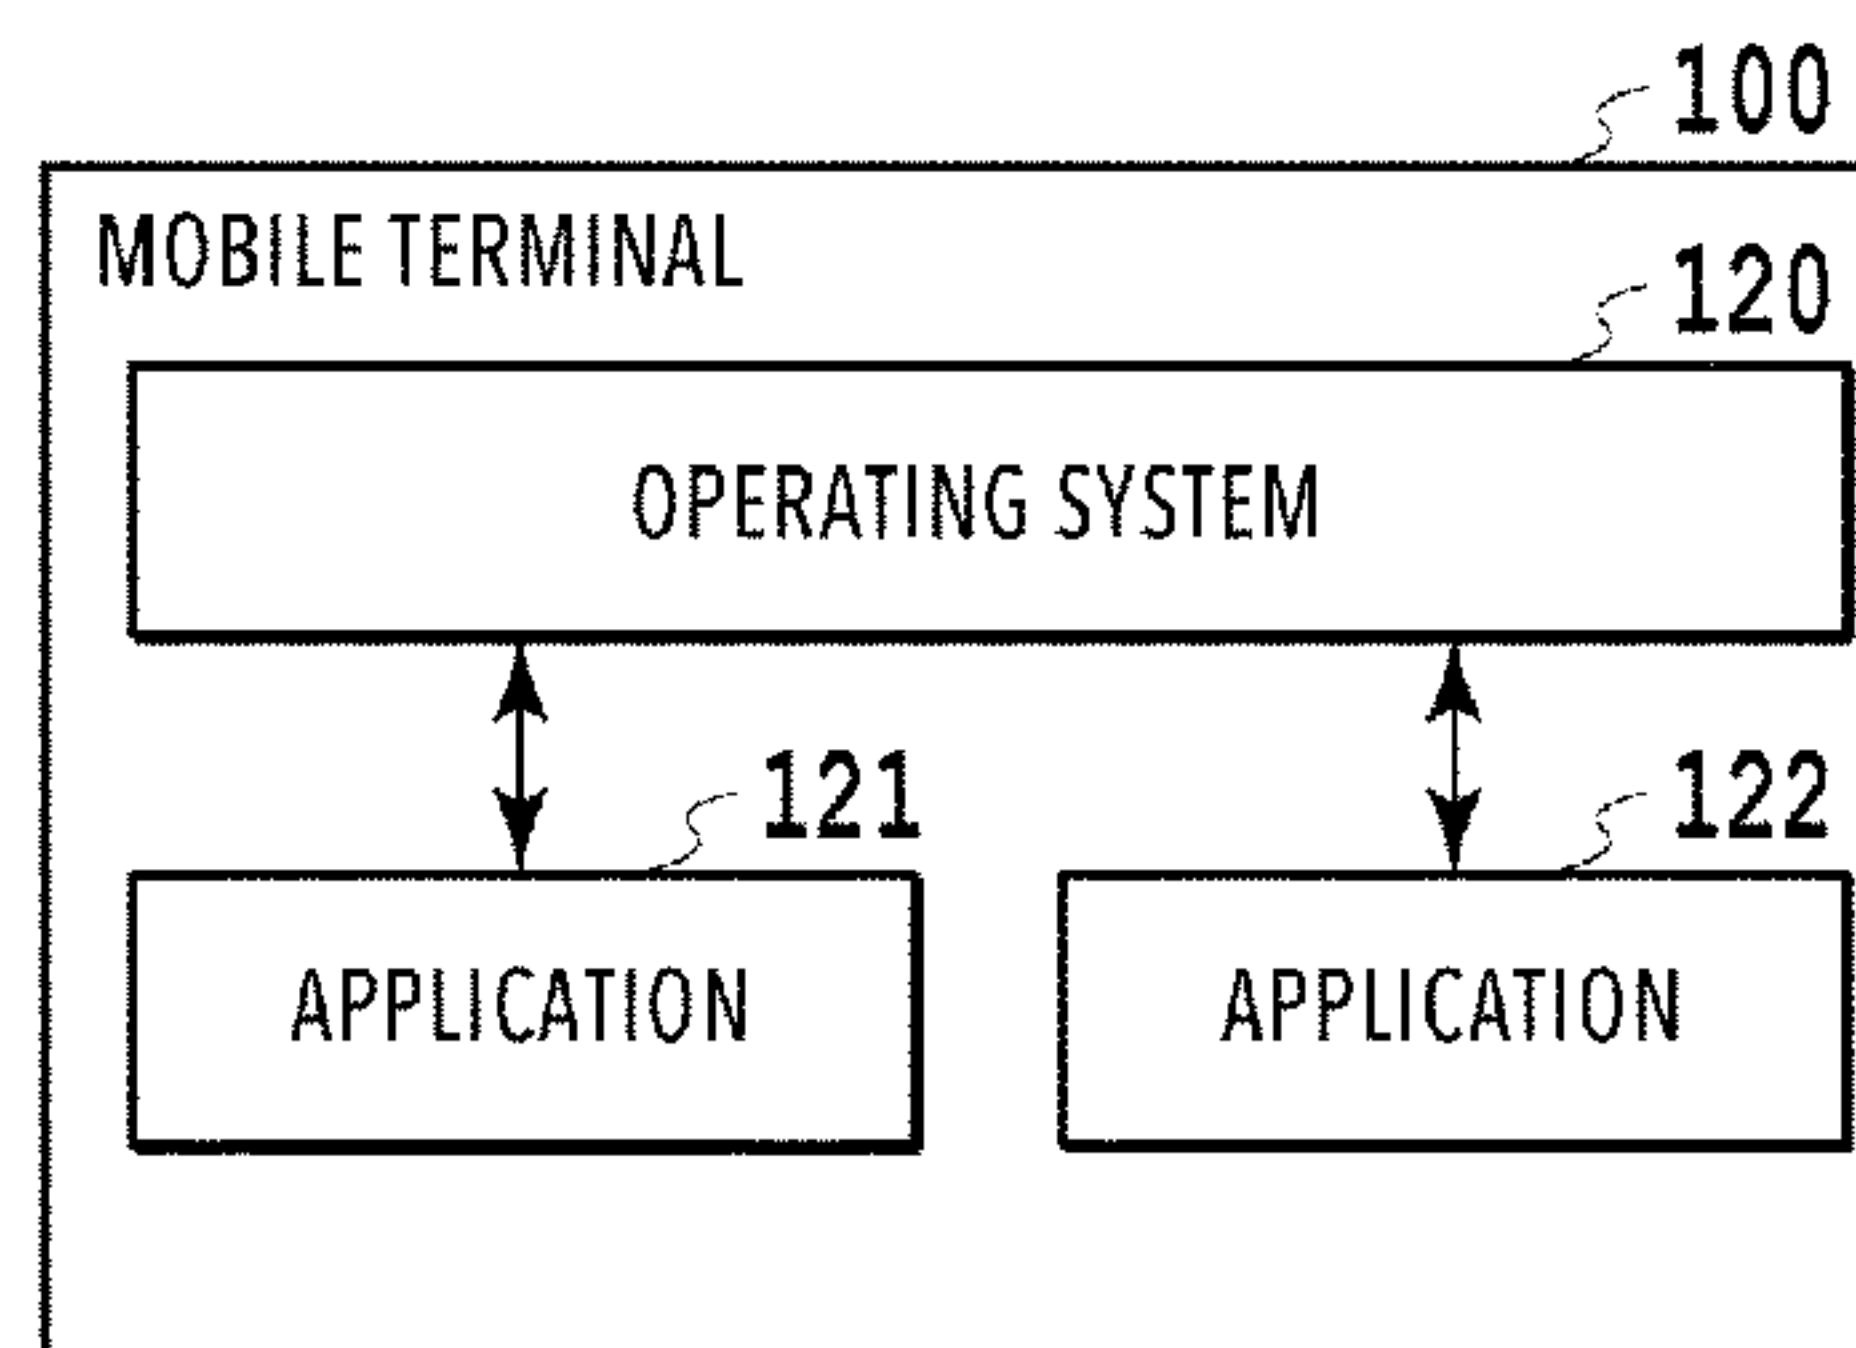 100
MOBILE TERMINAL
120
OPERATING SYSTEM
121
122
APPLICATION
APPLICATION